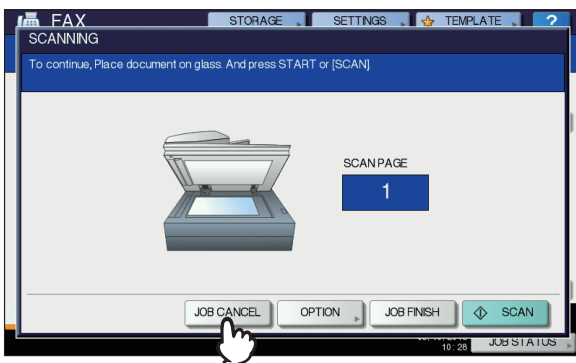 FAX
STORAGE
SETTINGS
TEMPLATE
?
SCANNING
To continue, Place document on glass. And press START or [SCAN].
SCAN PAGE
1
JOB CANCEL
OPTION
JOB FINISH
SCAN
10:28
JOB STATUS